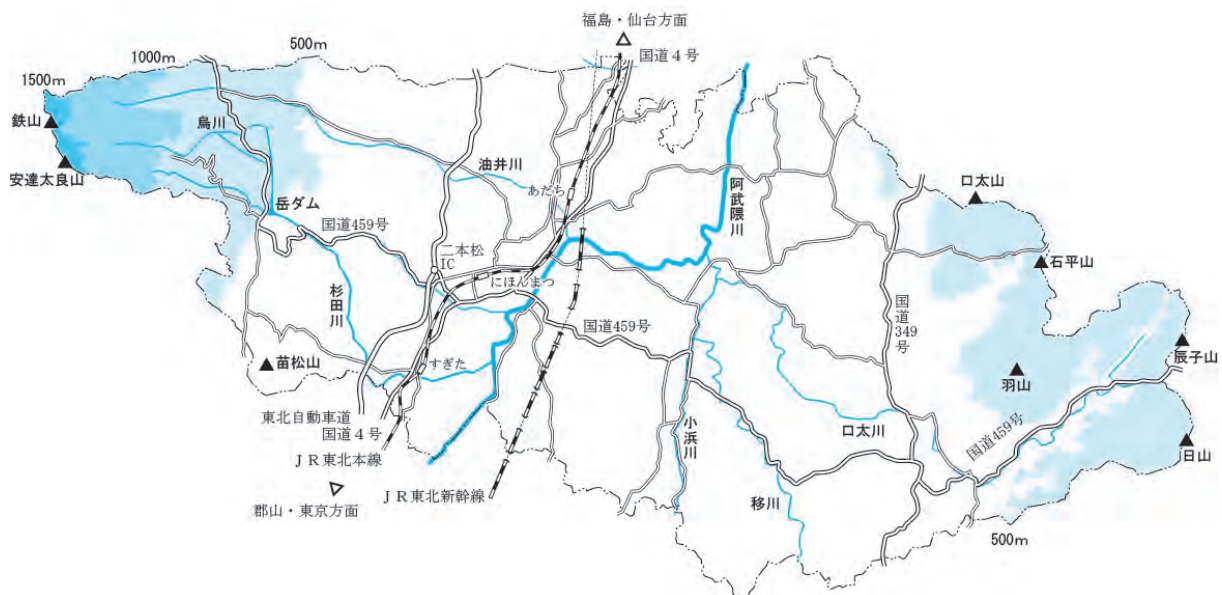 福島・仙台方面
国道4号
500m
1000m
1500m
鉄山
安達太良山
烏川
油井川
あだち
岳ダム
国道459号
二本松
IC
にほんまつ
杉田川
すぎた
苗松山
東北自動車道
国道4号
JR東北本線
郡山・東京方面
JR東北新幹線
阿武隈川
国道459号
小浜川
移川
口太川
国道349号
口太山
石平山
羽山
辰子山
国道459号
日山
500m